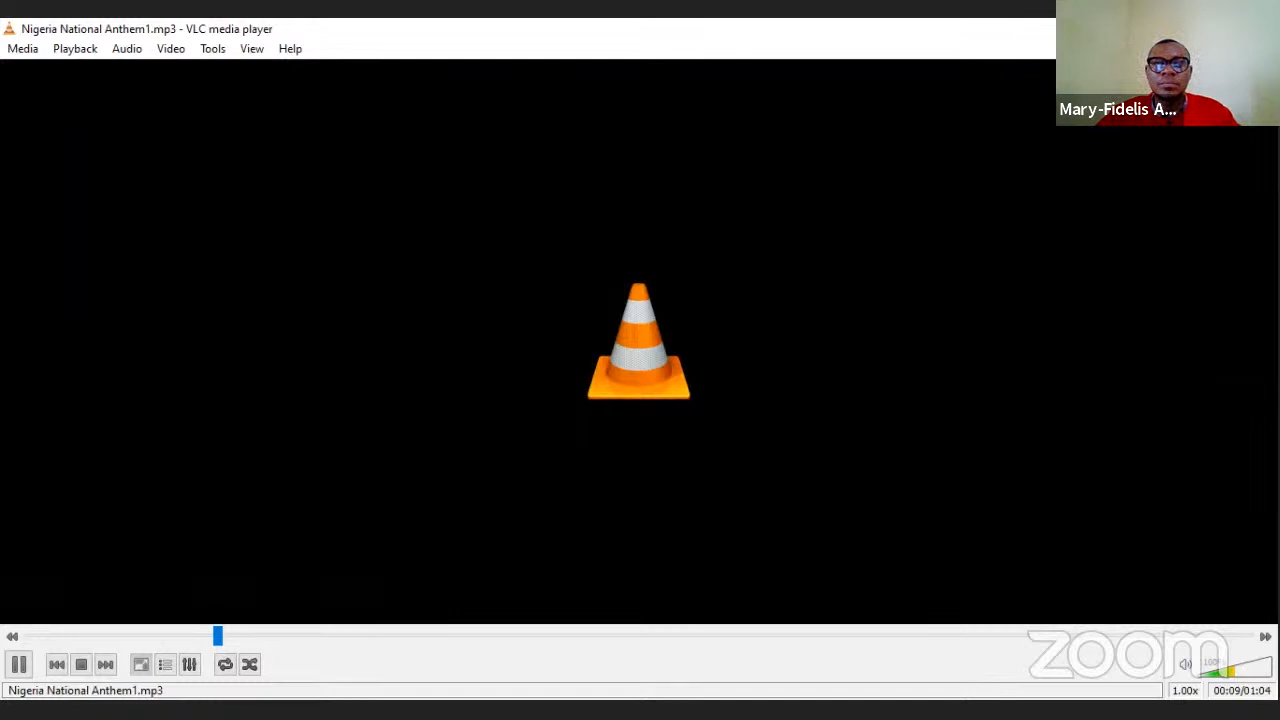 Nigeria National Anthem1.mp3 - VLC media player
Media Playback Audio Video Tools View Help
Mary-Fidelis A...
zoom
100%
Nigeria National Anthem1.mp3
1.00x
00:09/01:04